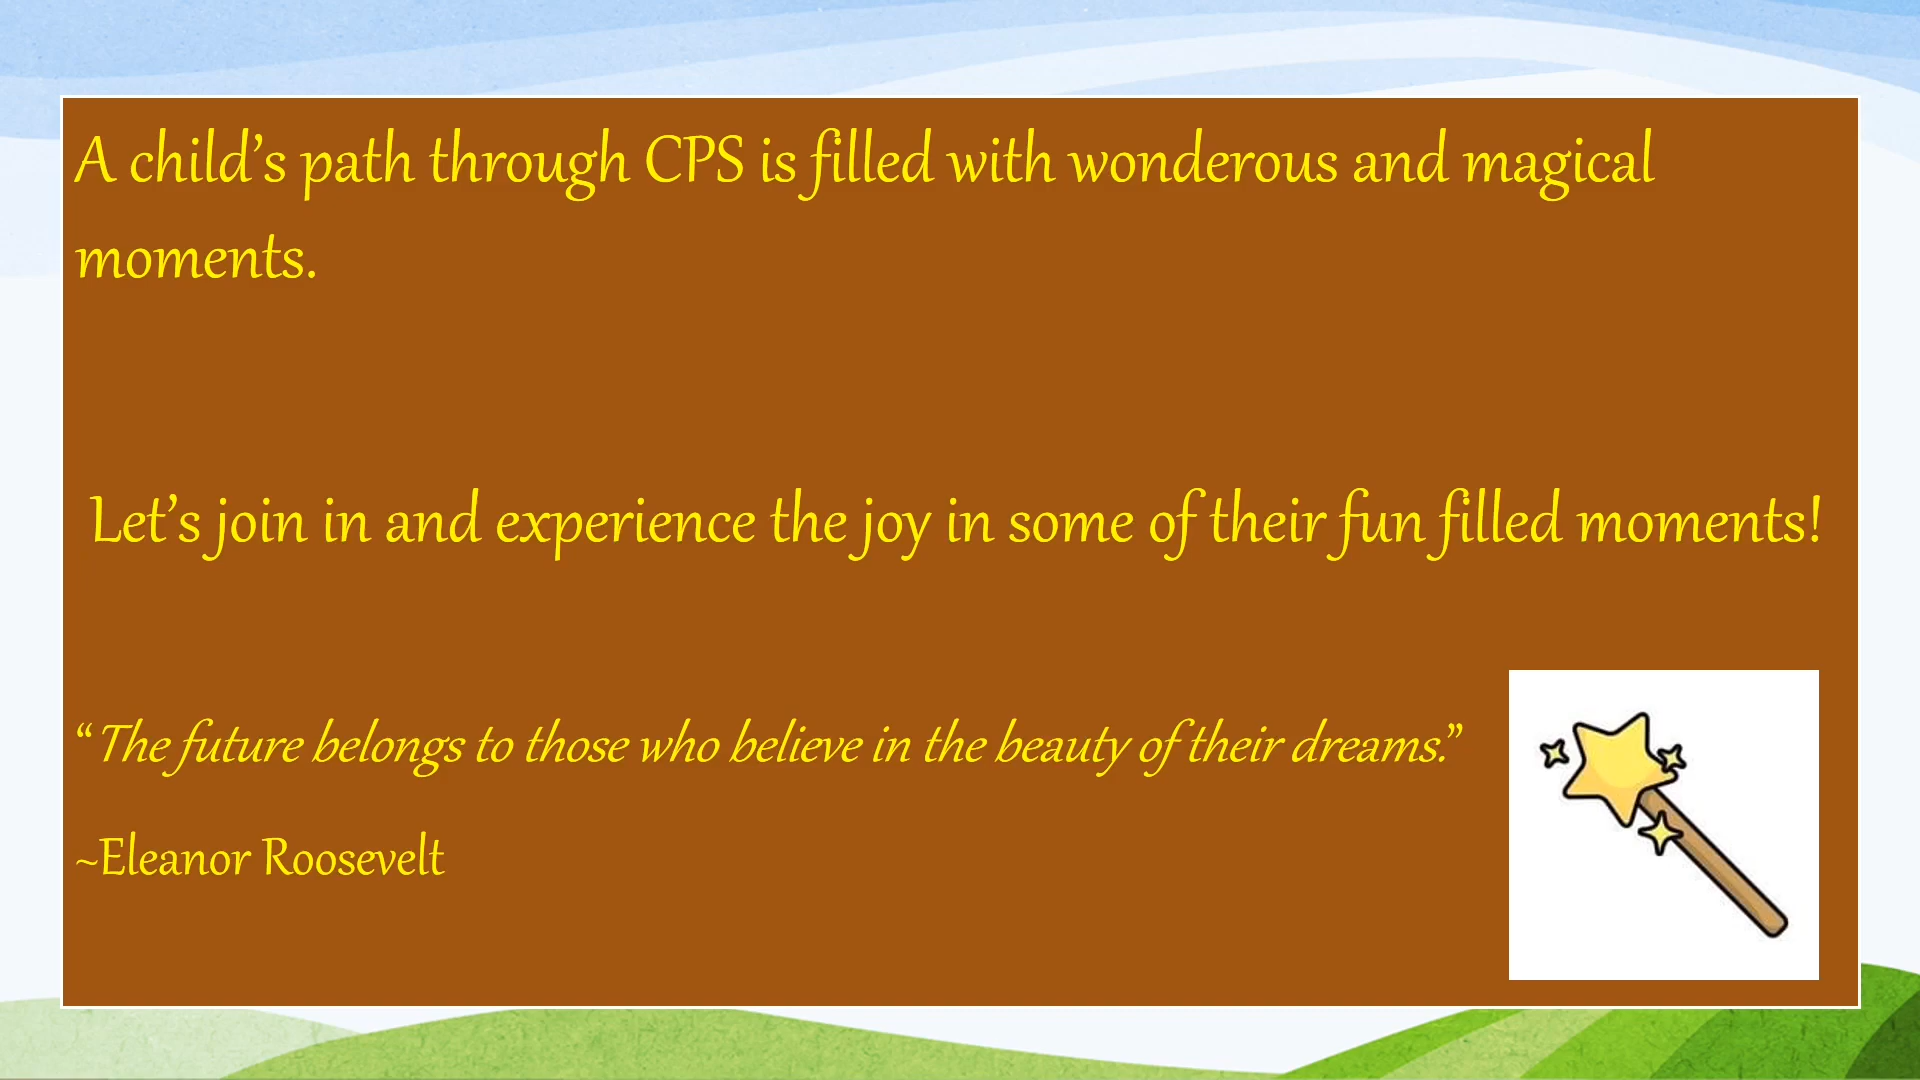 A child’s path through CPS is filled with wonderous and magical
moments.
Let’s join in and experience the joy in some of their fun filled moments!
“The future belongs to those who believe in the beauty of their dreams.”
~Eleanor Roosevelt